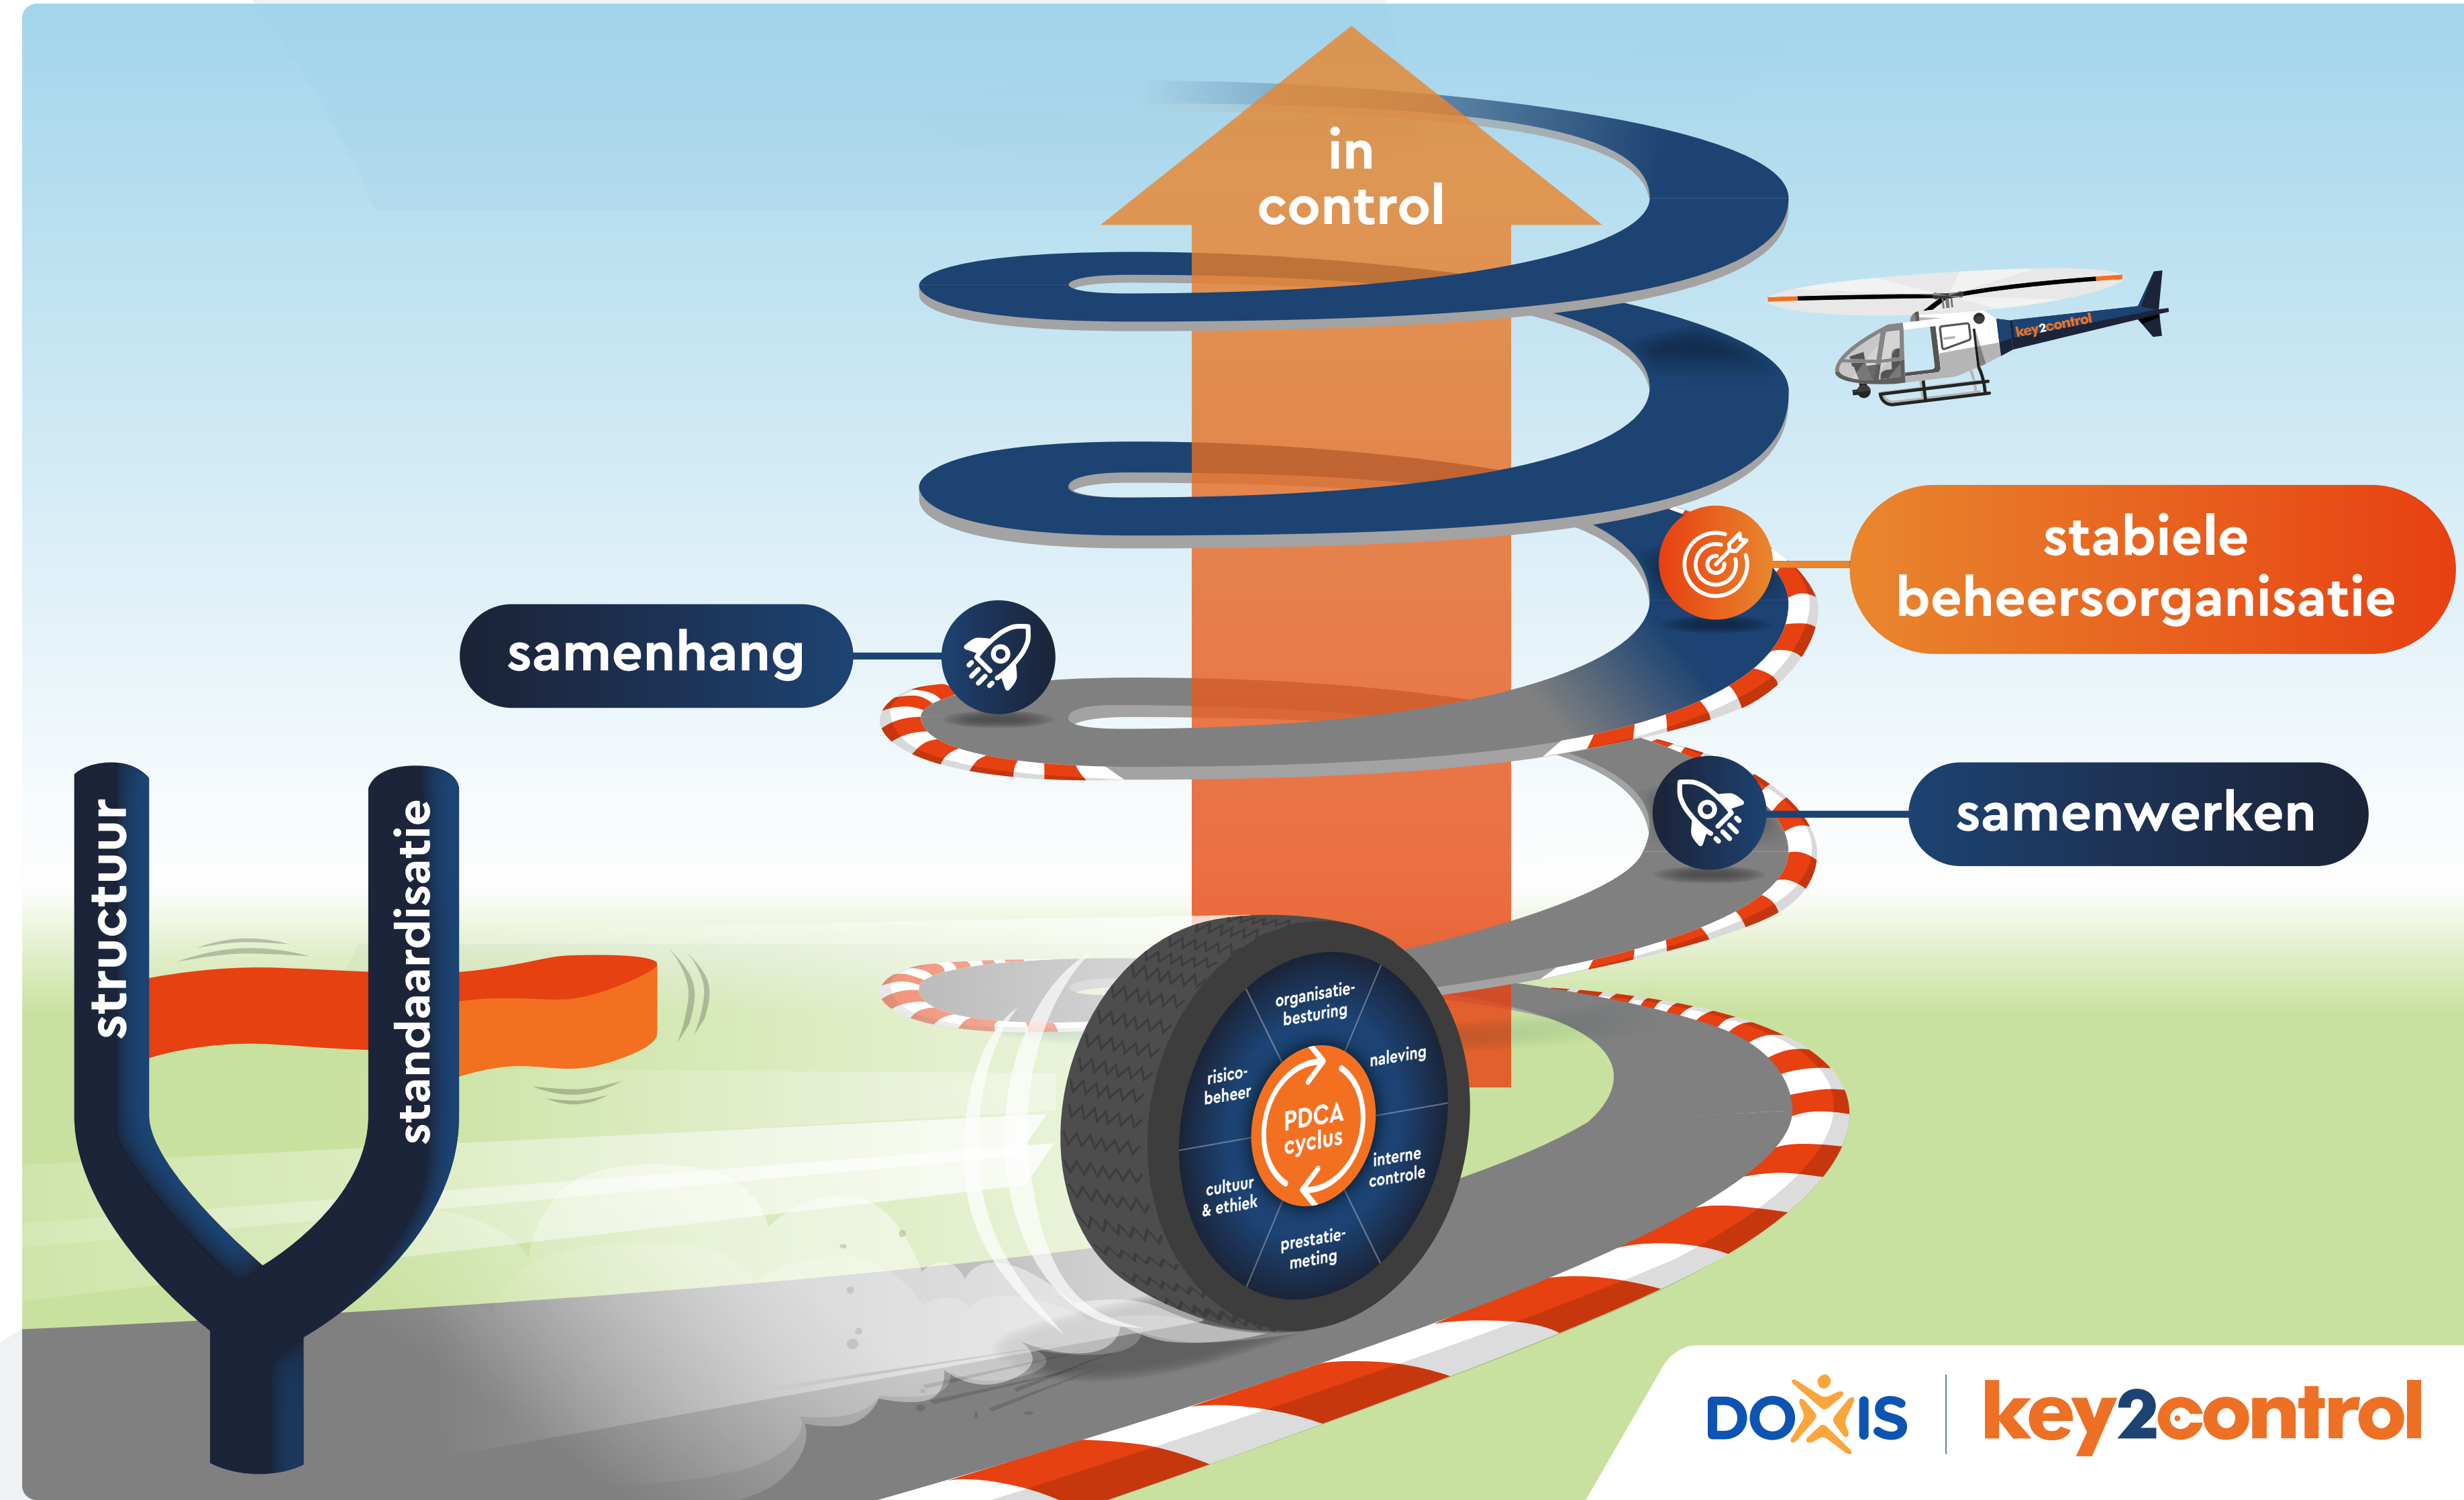 in
control
key2control
stabiele
beheersorganisatie
samenhang
samenwerken
structuur
standaardisatie
organisatie-
besturing
naleving
risico-
beheer
PDCA
cyclus
interne
controle
cultuur
& ethiek
prestatie-
meting
DOXIS
key2control